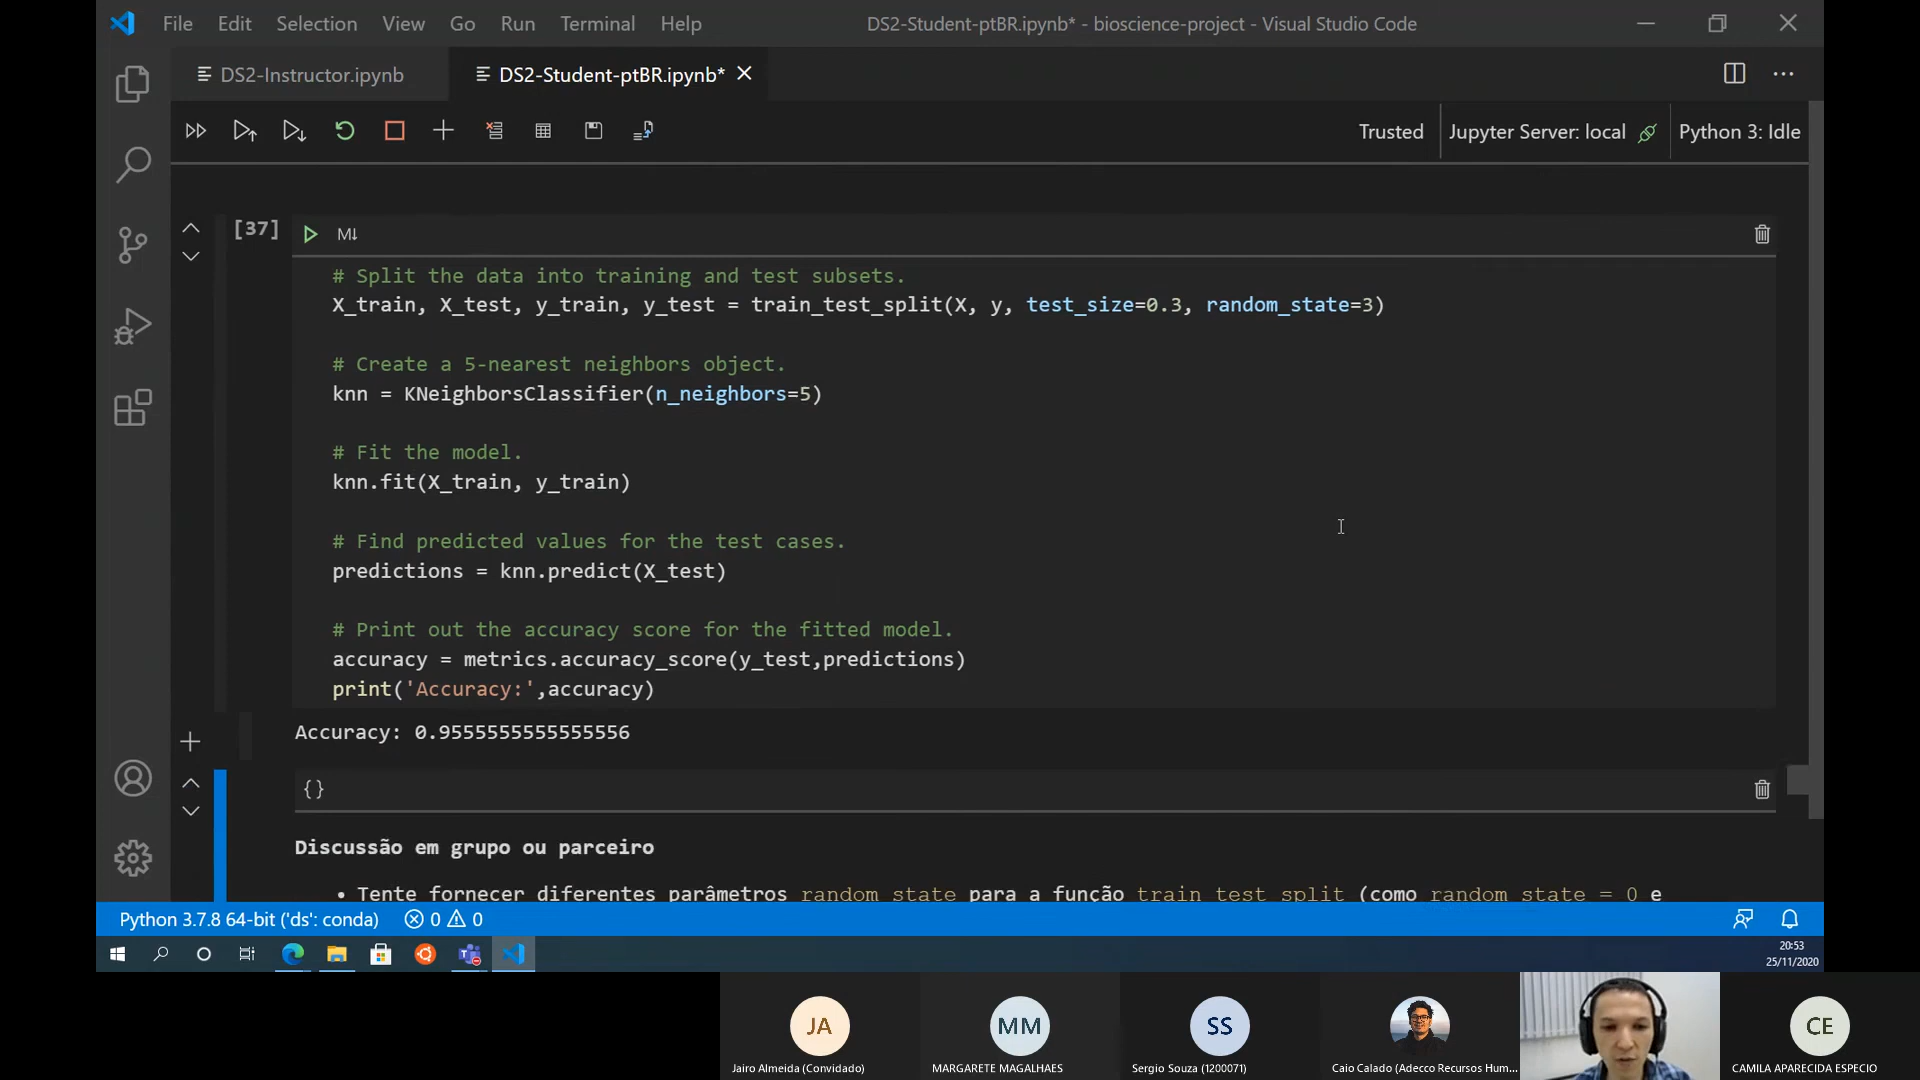 File Edit Selection View Go Run Terminal Help DS2-Student-ptBR.ipynb* - bioscience-project - Visual Studio Code
DS2-Instructor.ipynb DS2-Student-ptBR.ipynb*
Trusted Jupyter Server: local Python 3: Idle
[37] M↓
# Split the data into training and test subsets.
X_train, X_test, y_train, y_test = train_test_split(X, y, test_size=0.3, random_state=3)
# Create a 5-nearest neighbors object.
knn = KNeighborsClassifier(n_neighbors=5)
# Fit the model.
knn.fit(X_train, y_train)
# Find predicted values for the test cases.
predictions = knn.predict(X_test)
# Print out the accuracy score for the fitted model.
accuracy = metrics.accuracy_score(y_test,predictions)
print('Accuracy:',accuracy)
Accuracy: 0.9555555555555556
{}
Discussão em grupo ou parceiro
• Tente fornecer diferentes parâmetros random_state para a função train_test_split (como random_state = 0 e
Python 3.7.8 64-bit ('ds': conda) 0 0
20:53
25/11/2020
JA MM SS CE
Jairo Almeida (Convidado) MARGARETE MAGALHAES Sergio Souza (1200071) Caio Calado (Adecco Recursos Hum... CAMILA APARECIDA ESPECIO